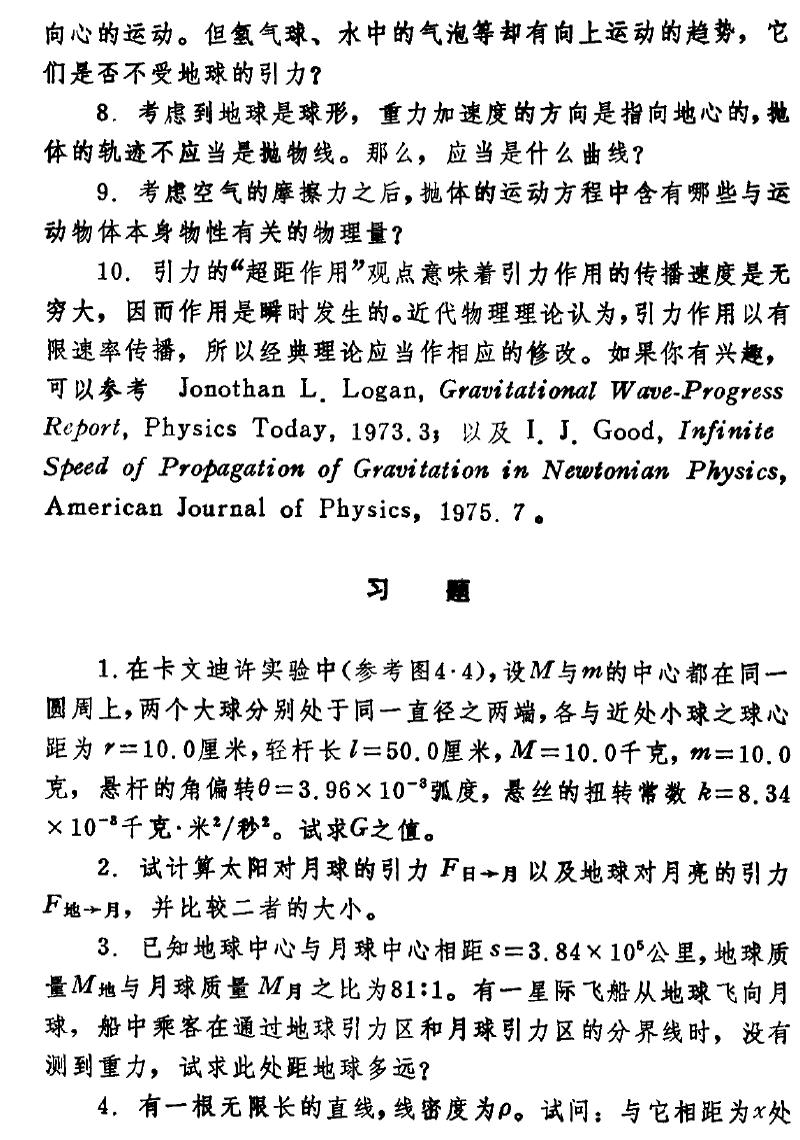 向心的运动。但氢气球、水中的气泡等却有向上运动的趋势，它
们是否不受地球的引力？
8．考虑到地球是球形，重力加速度的方向是指向地心的，抛
体的轨迹不应当是抛物线。那么，应当是什么曲线？
9．考虑空气的摩擦力之后，抛体的运动方程中含有哪些与运
动物体本身物性有关的物理量？
10．引力的“超距作用”观点意味着引力作用的传播速度是无
穷大，因而作用是瞬时发生的。近代物理理论认为，引力作用以有
限速率传播，所以经典理论应当作相应的修改。如果你有兴趣，
可以参考 Jonothan L. Logan, Gravitational Wave-Progress
Report, Physics Today, 1973.3; 以及 I. J. Good, Infinite
Speed of Propagation of Gravitation in Newtonian Physics,
American Journal of Physics, 1975. 7。
习 题
1.在卡文迪许实验中(参考图4·4)，设M与m的中心都在同一
圆周上，两个大球分别处于同一直径之两端，各与近处小球之球心
距为 r=10.0厘米，轻杆长l=50.0厘米，M=10.0千克，m=10.0
克，悬杆的角偏转θ=3.96×10⁻³弧度，悬丝的扭转常数 k=8.34
×10⁻⁸千克·米²/秒²。试求G之值。
2．试计算太阳对月球的引力 F日→月 以及地球对月亮的引力
F地→月，并比较二者的大小。
3．已知地球中心与月球中心相距s=3.84×10⁵公里，地球质
量M地与月球质量 M月 之比为81:1。有一星际飞船从地球飞向月
球，船中乘客在通过地球引力区和月球引力区的分界线时，没有
测到重力，试求此处距地球多远？
4．有一根无限长的直线，线密度为ρ。试问：与它相距为x处